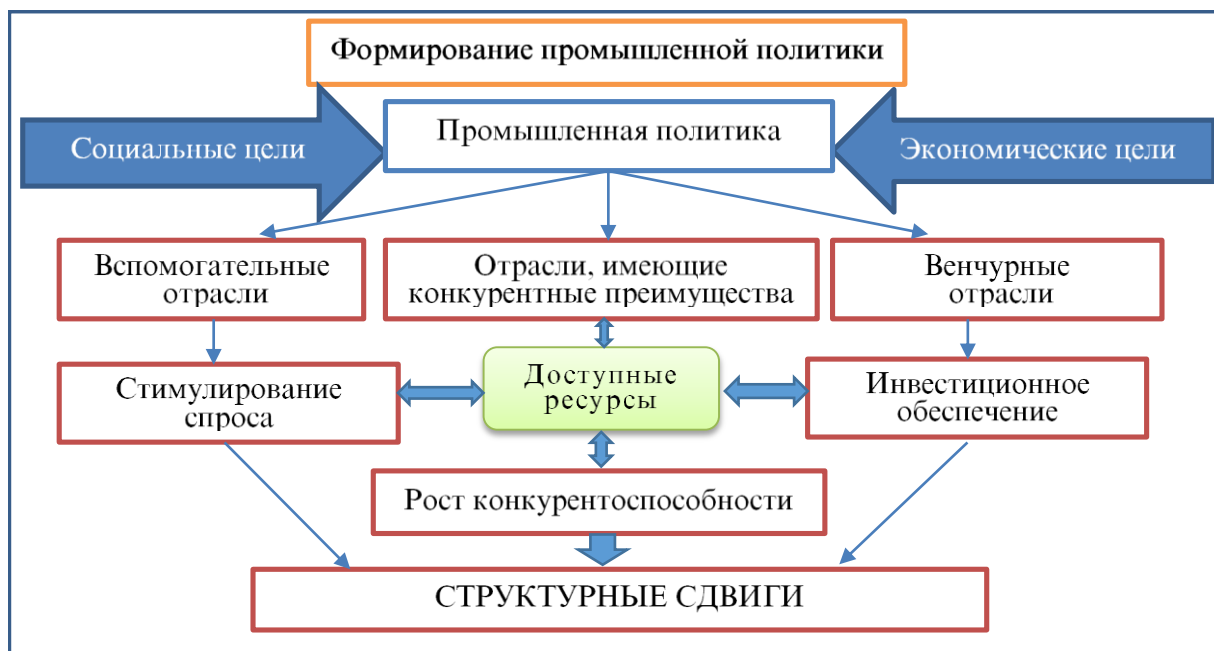 Формирование промышленной политики
Социальные цели
Промышленная политика
Экономические цели
Вспомогательные
отрасли
Отрасли, имеющие
конкурентные преимущества
Венчурные
отрасли
Стимулирование
спроса
Доступные
ресурсы
Инвестиционное
обеспечение
Рост конкурентоспособности
СТРУКТУРНЫЕ СДВИГИ